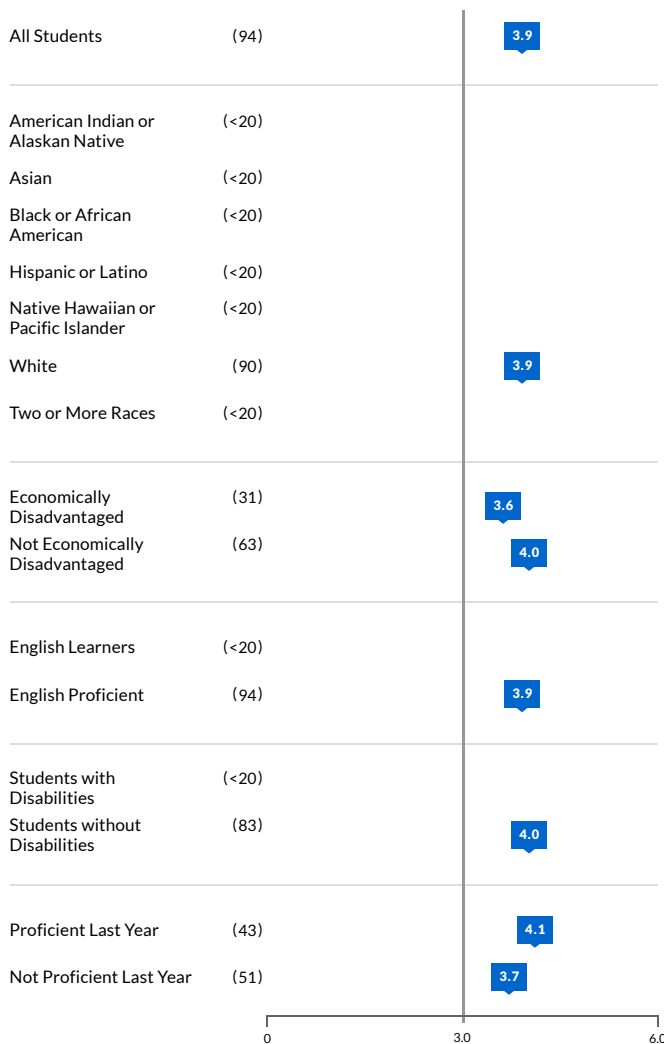 All Students (94) 3.9
American Indian or (<20)
Alaskan Native
Asian (<20)
Black or African (<20)
American
Hispanic or Latino (<20)
Native Hawaiian or (<20)
Pacific Islander
White (90) 3.9
Two or More Races (<20)
Economically (31) 3.6
Disadvantaged
Not Economically (63) 4.0
Disadvantaged
English Learners (<20)
English Proficient (94) 3.9
Students with (<20)
Disabilities
Students without (83) 4.0
Disabilities
Proficient Last Year (43) 4.1
Not Proficient Last Year (51) 3.7
0 3.0 6.0